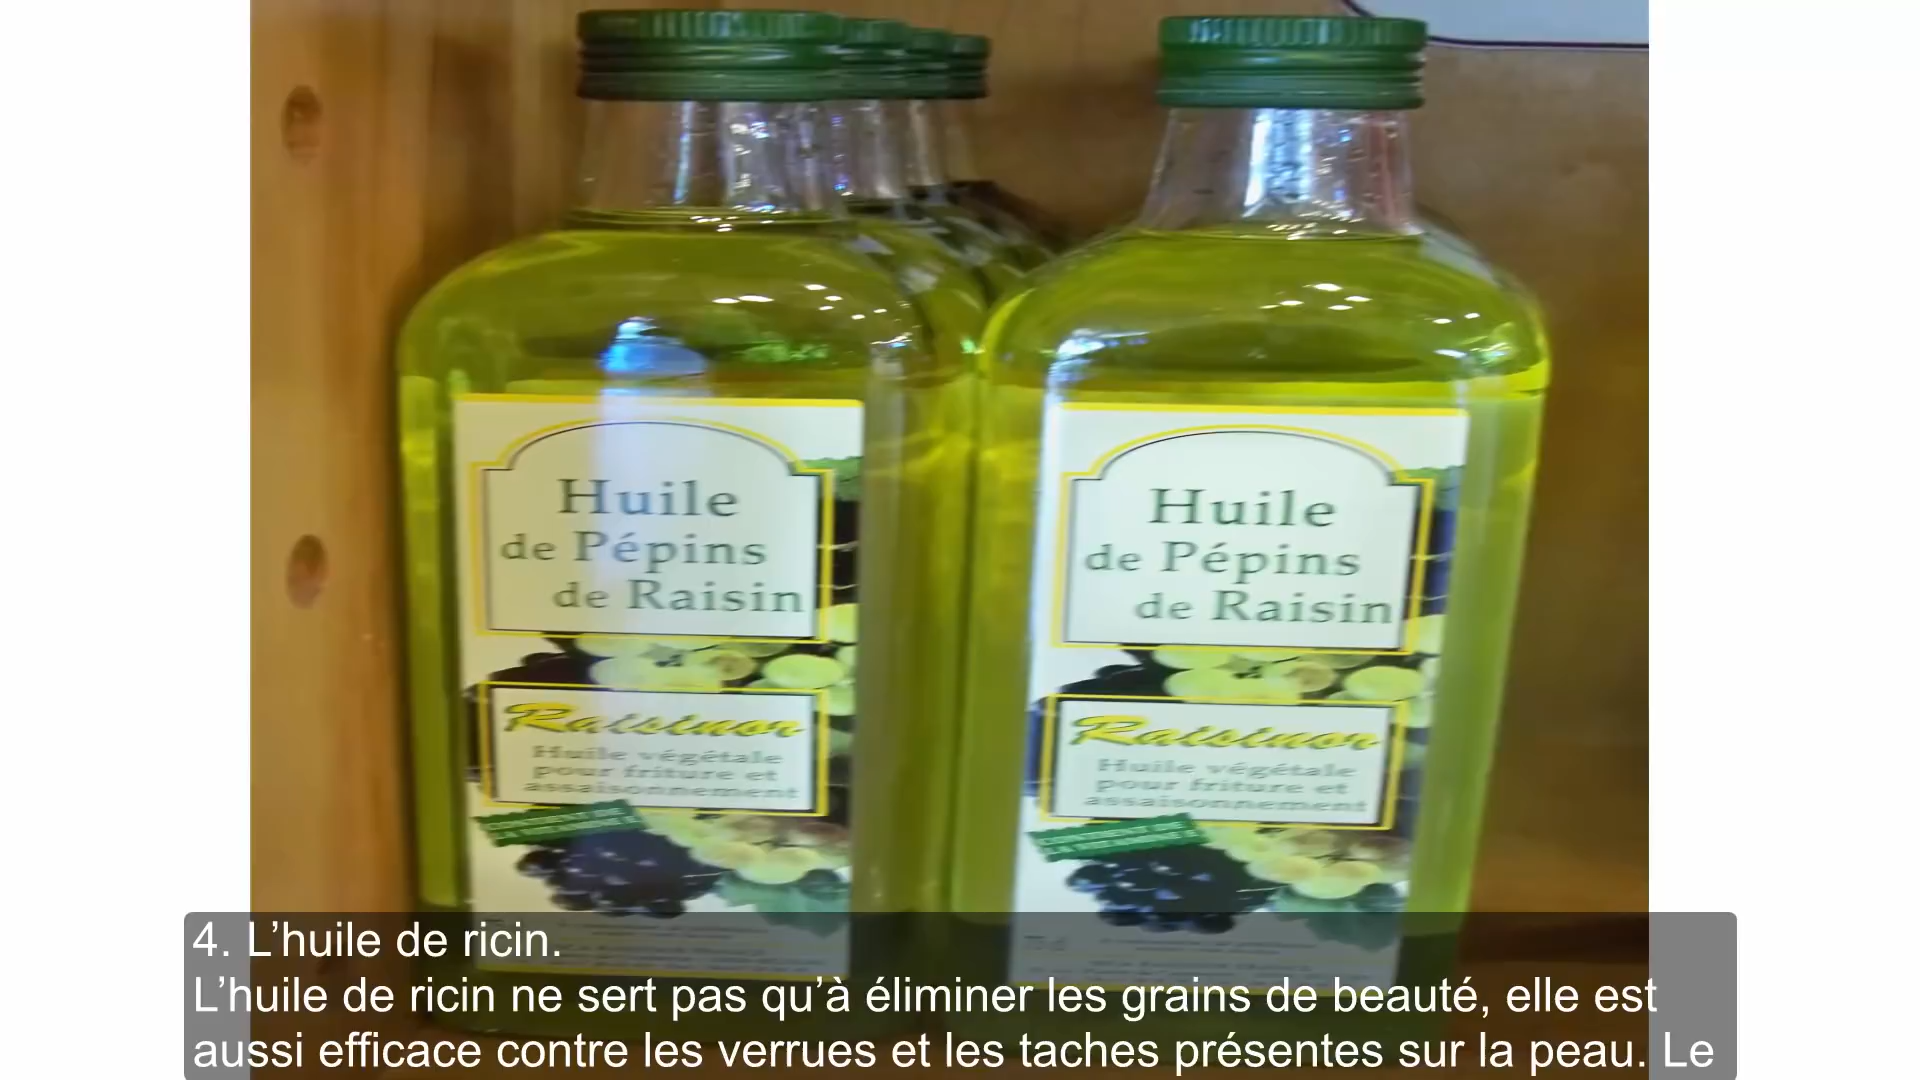 Huile
de Pépins
de Raisin
Raisinor
Huile végétale
pour friture et
assaisonnement
Huile
de Pépins
de Raisin
Raisinor
Huile végétale
pour friture et
assaisonnement
4. L’huile de ricin.
L’huile de ricin ne sert pas qu’à éliminer les grains de beauté, elle est
aussi efficace contre les verrues et les taches présentes sur la peau. Le